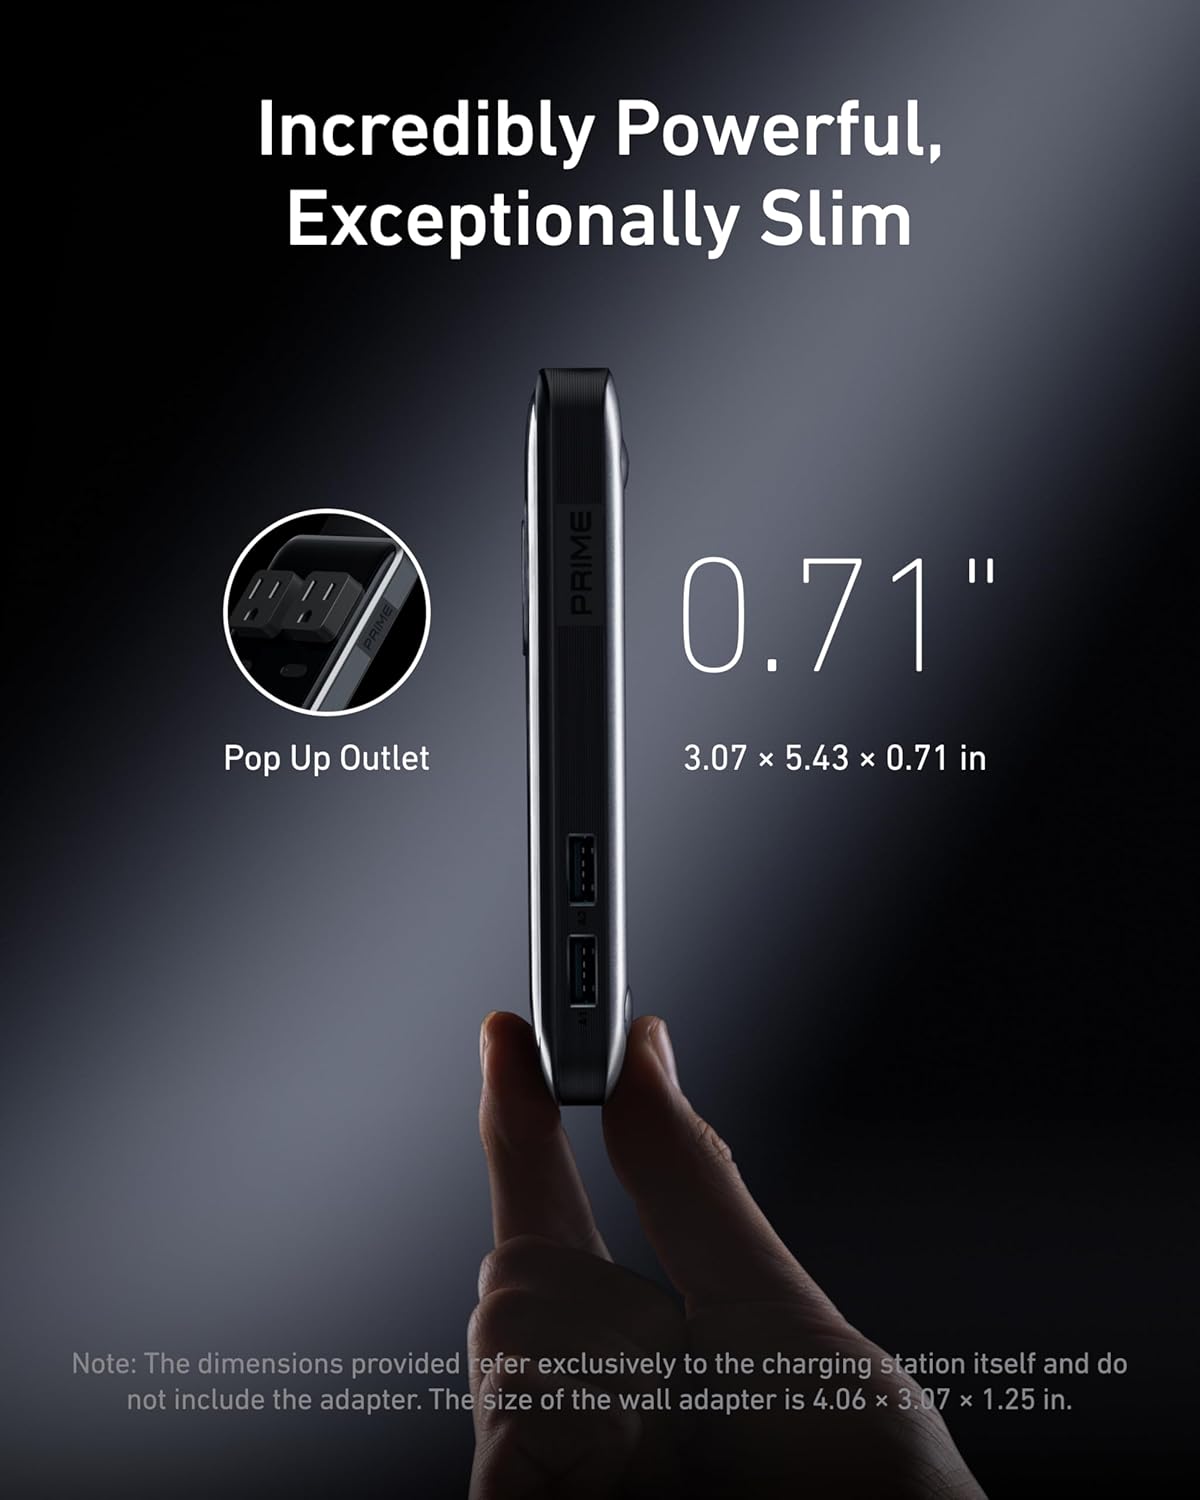 Incredibly Powerful,
Exceptionally Slim
PRIME
PRIME
0.71"
Pop Up Outlet
3.07 × 5.43 × 0.71 in
A2
A1
Note: The dimensions provided refer exclusively to the charging station itself and do
not include the adapter. The size of the wall adapter is 4.06 × 3.07 × 1.25 in.